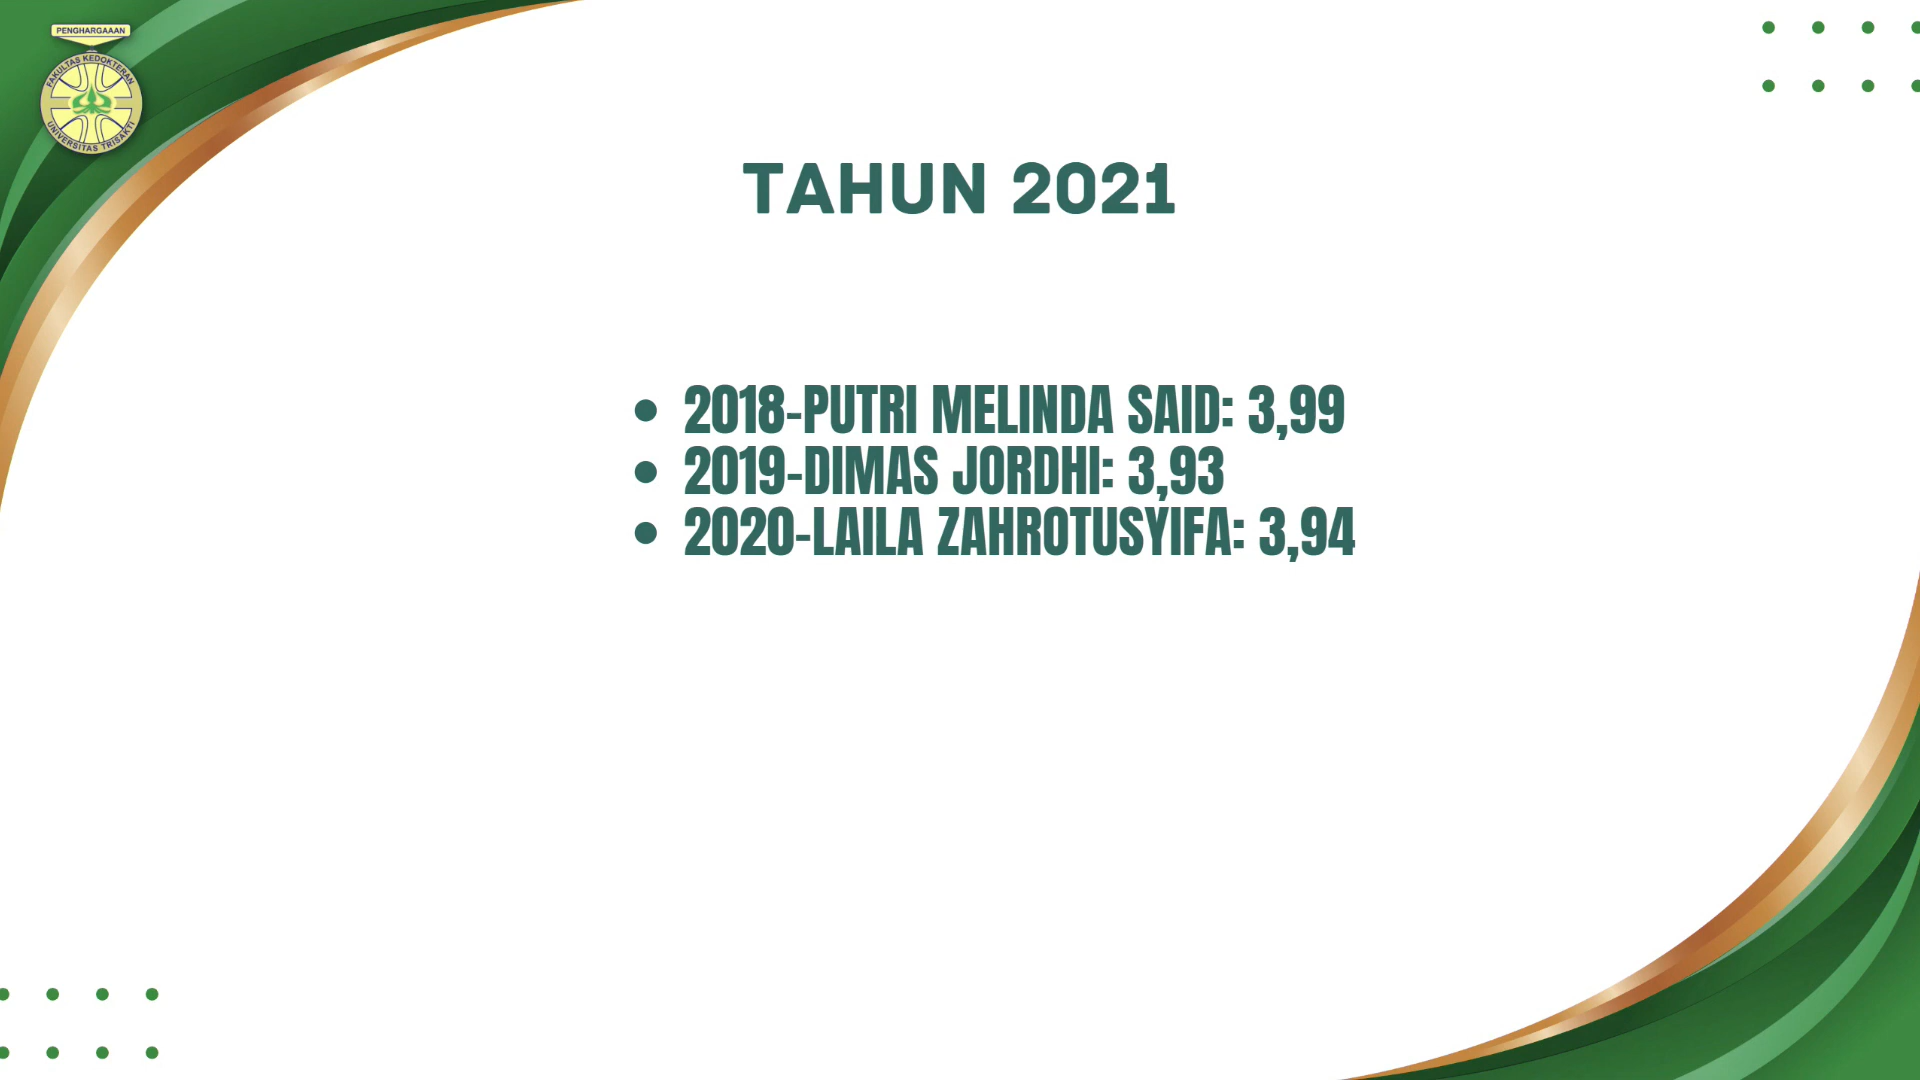 PENGHARGAAAN
FAKULTAS KEDOKTERAN
UNIVERSITAS TRISAKTI
TAHUN 2021
• 2018-PUTRI MELINDA SAID: 3,99
• 2019-DIMAS JORDHI: 3,93
• 2020-LAILA ZAHROTUSYIFA: 3,94